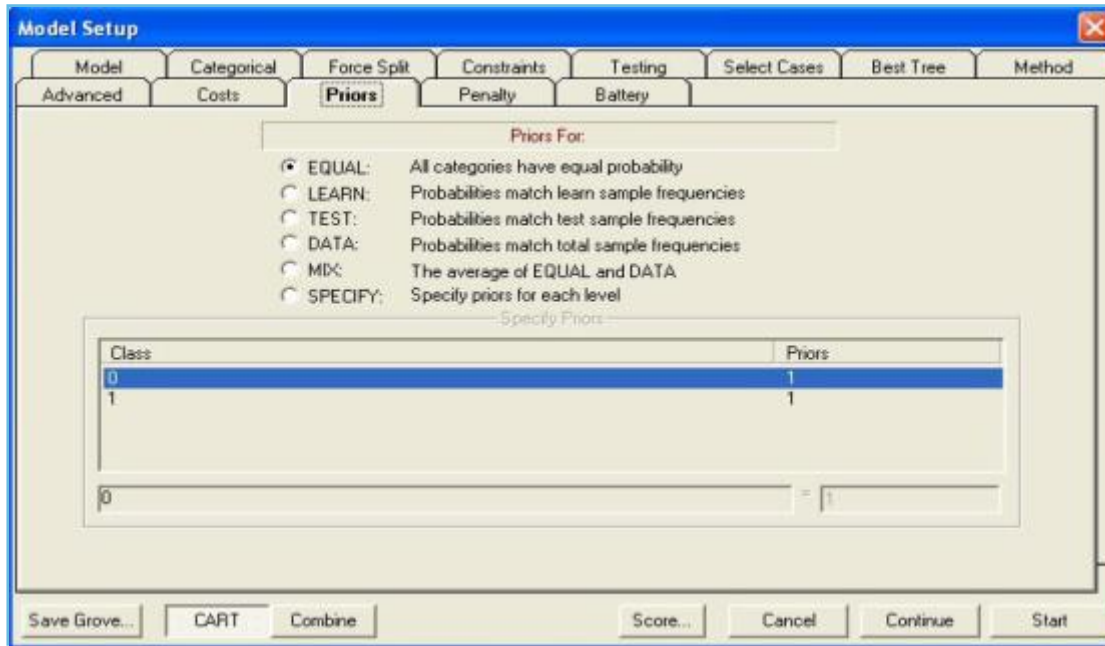 Model Setup
Model Categorical Force Split Constraints Testing Select Cases Best Tree Method
Advanced Costs Priors Penalty Battery
Priors For:
EQUAL: All categories have equal probability
LEARN: Probabilities match learn sample frequencies
TEST: Probabilities match test sample frequencies
DATA: Probabilities match total sample frequencies
MIX: The average of EQUAL and DATA
SPECIFY: Specify priors for each level
Specify Priors
Class Priors
0 1
1 1
0 = 1
Save Grove... CART Combine Score... Cancel Continue Start